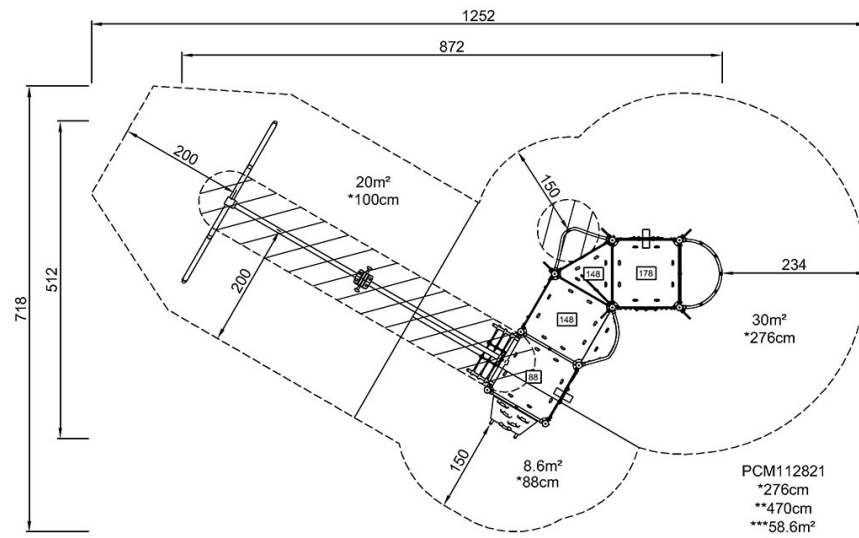 1252
872
200
20m²
*100cm
150
512
718
200
148
178
234
148
30m²
*276cm
88
150
8.6m²
*88cm
PCM112821
*276cm
**470cm
***58.6m²